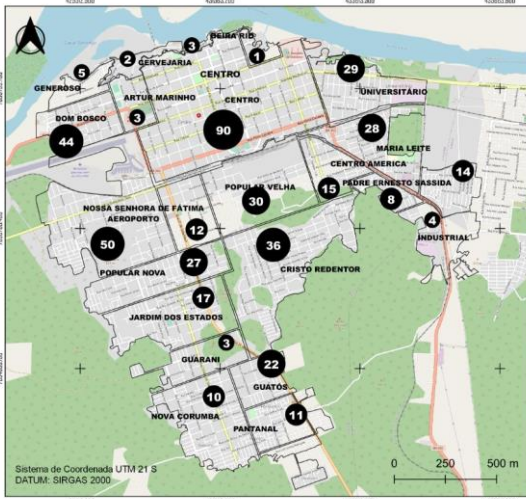 N
BEIRA RIO
3
2
CERVEJARIA
1
5
CENTRO
29
GENEROSO
ARTUR MARINHO
CENTRO
UNIVERSITÁRIO
DOM BOSCO
3
44
90
28
MARIA LEITE
CENTRO AMERICA
14
POPULAR VELHA
PADRE ERNESTO SASSIDA
15
30
8
NOSSA SENHORA DE FÁTIMA
AEROPORTO
4
12
50
36
INDUSTRIAL
27
CRISTO REDENTOR
POPULAR NOVA
17
JARDIM DOS ESTADOS
3
GUARANI
22
GUATÓS
10
NOVA CORUMBA
11
PANTANAL
Sistema de Coordenada UTM 21 S
DATUM: SIRGAS 2000
0 250 500 m